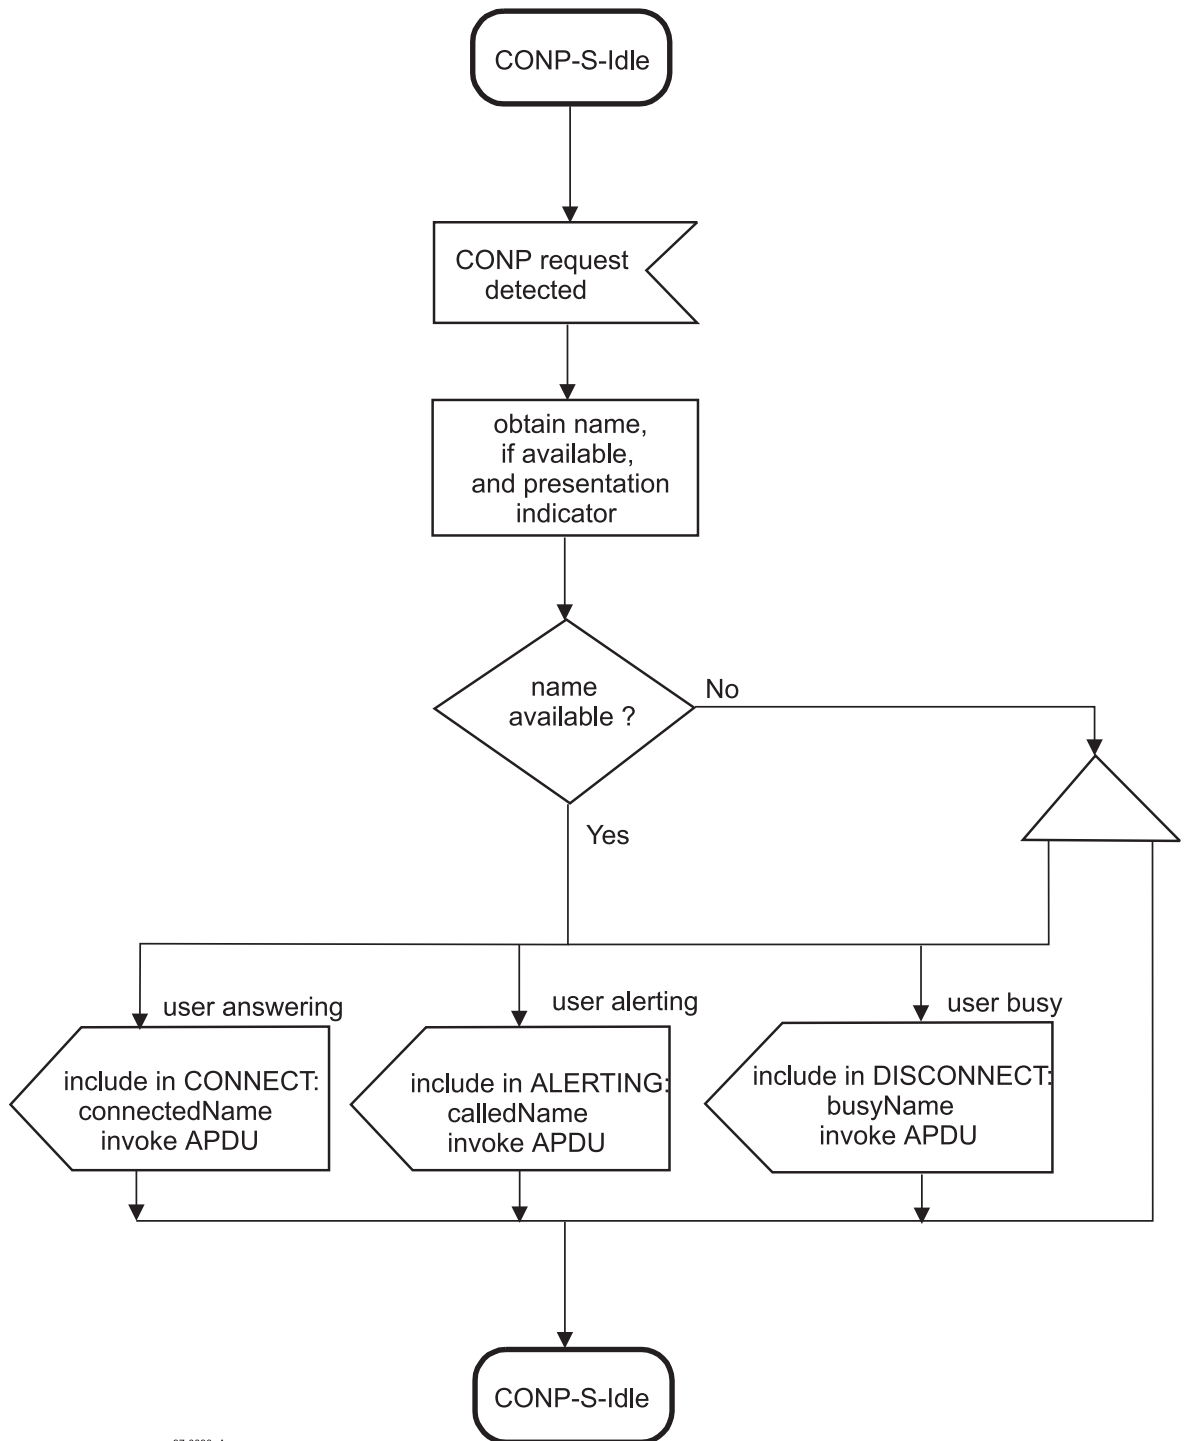 CONP-S-Idle
CONP request
detected
obtain name,
if available,
and presentation
indicator
name
available ?
No
Yes
user answering
include in CONNECT:
connectedName
invoke APDU
user alerting
include in ALERTING:
calledName
invoke APDU
user busy
include in DISCONNECT:
busyName
invoke APDU
CONP-S-Idle